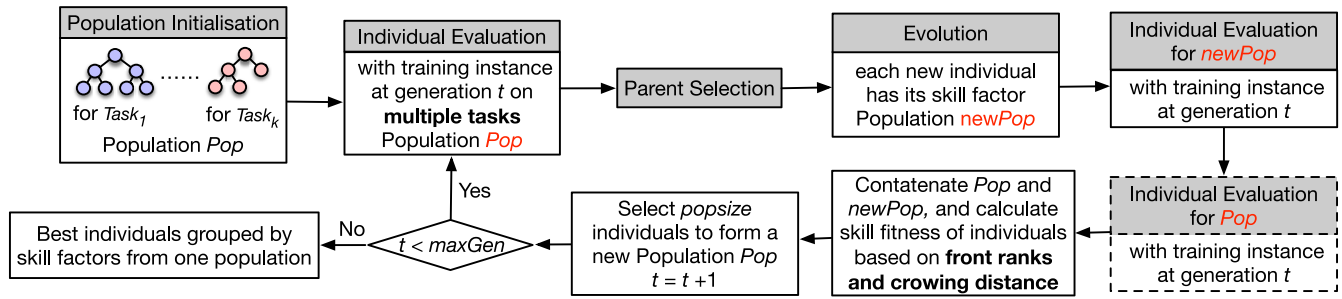 Population Initialisation
......
for Task1
for Taskk
Population Pop
Individual Evaluation
with training instance
at generation t on
multiple tasks
Population Pop
Parent Selection
Evolution
each new individual
has its skill factor
Population newPop
Individual Evaluation
for newPop
with training instance
at generation t
Individual Evaluation
for Pop
with training instance
at generation t
Contatenate Pop and
newPop, and calculate
skill fitness of individuals
based on front ranks
and crowing distance
Select popsize
individuals to form a
new Population Pop
t = t +1
t < maxGen
Yes
No
Best individuals grouped by
skill factors from one population